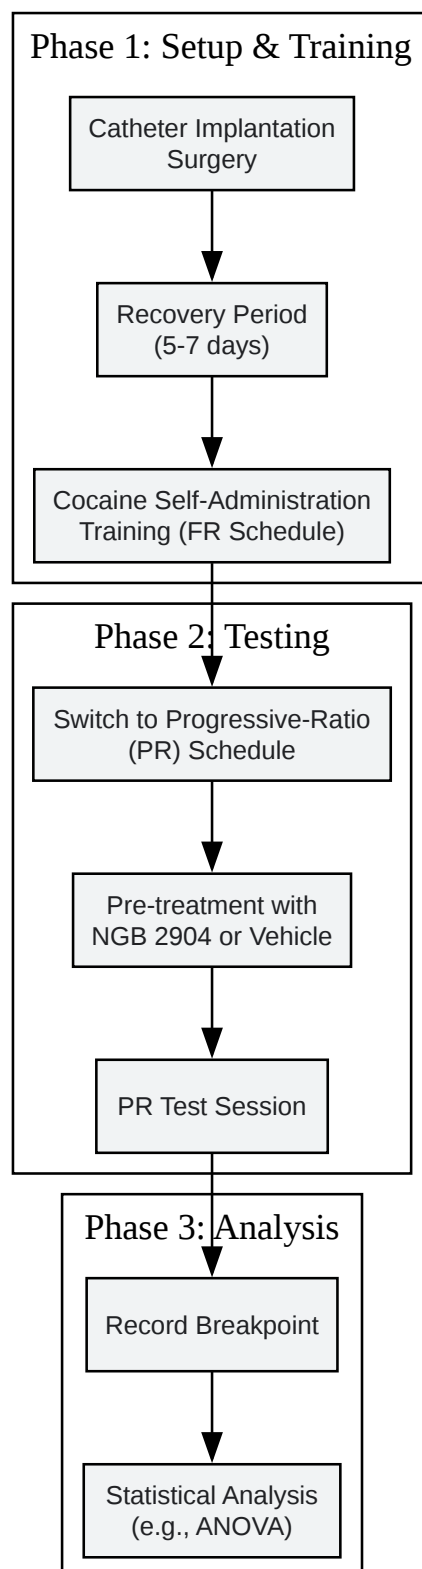 Phase 1: Setup & Training
Catheter Implantation
Surgery
Recovery Period
(5-7 days)
Cocaine Self-Administration
Training (FR Schedule)
Phase 2: Testing
Switch to Progressive-Ratio
(PR) Schedule
Pre-treatment with
NGB 2904 or Vehicle
PR Test Session
Phase 3: Analysis
Record Breakpoint
Statistical Analysis
(e.g., ANOVA)